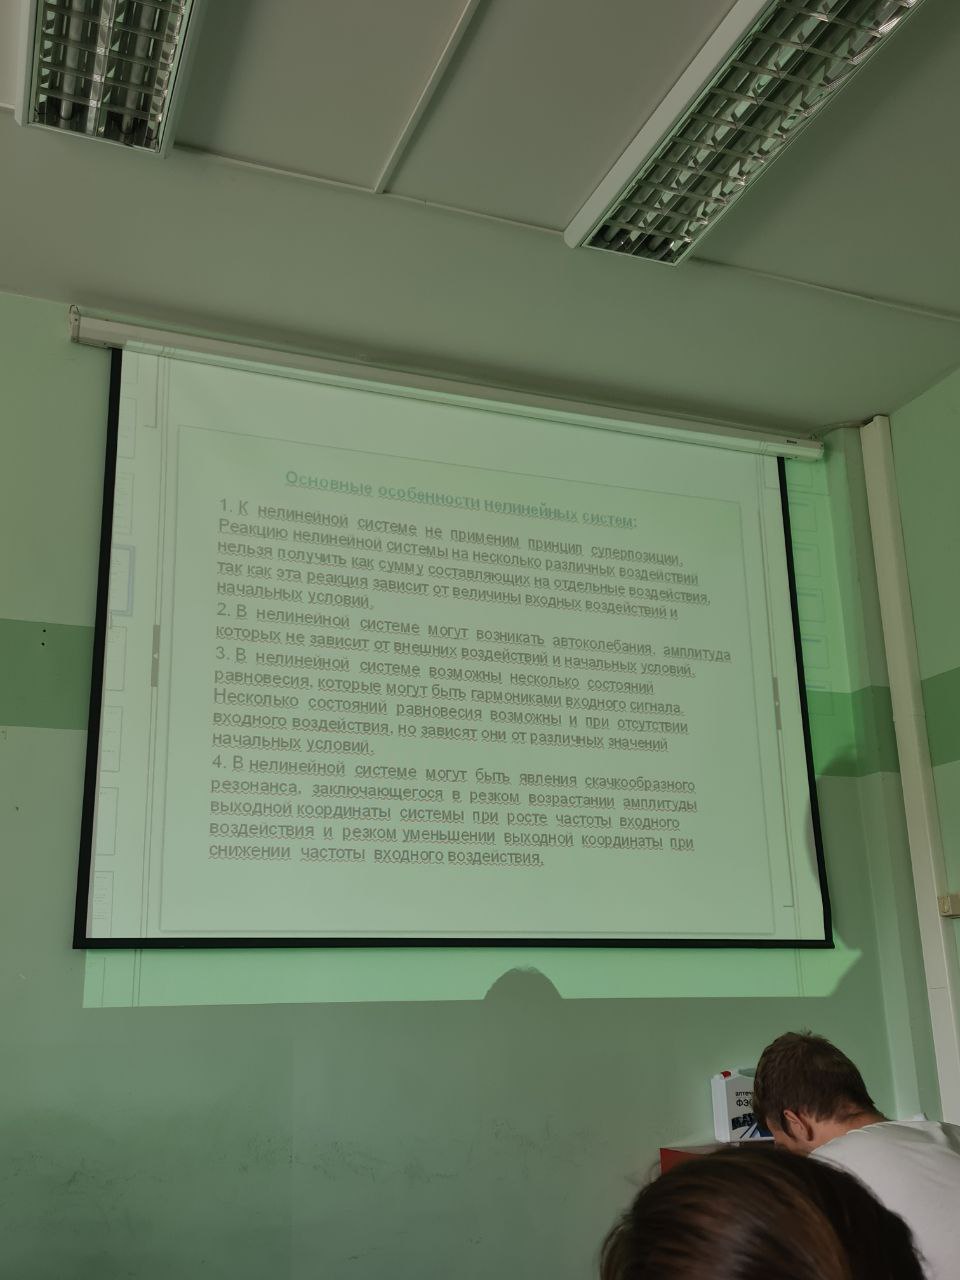 Основные особенности нелинейных систем:
1. К нелинейной системе не применим принцип суперпозиции.
Реакцию нелинейной системы на несколько различных воздействий
нельзя получить как сумму составляющих на отдельные воздействия,
так как эта реакция зависит от величины входных воздействий и
начальных условий.
2. В нелинейной системе могут возникать автоколебания, амплитуда
которых не зависит от внешних воздействий и начальных условий.
3. В нелинейной системе возможны несколько состояний
равновесия, которые могут быть гармониками входного сигнала.
Несколько состояний равновесия возможны и при отсутствии
входного воздействия, но зависят они от различных значений
начальных условий.
4. В нелинейной системе могут быть явления скачкообразного
резонанса, заключающегося в резком возрастании амплитуды
выходной координаты системы при росте частоты входного
воздействия и резком уменьшении выходной координаты при
снижении частоты входного воздействия.